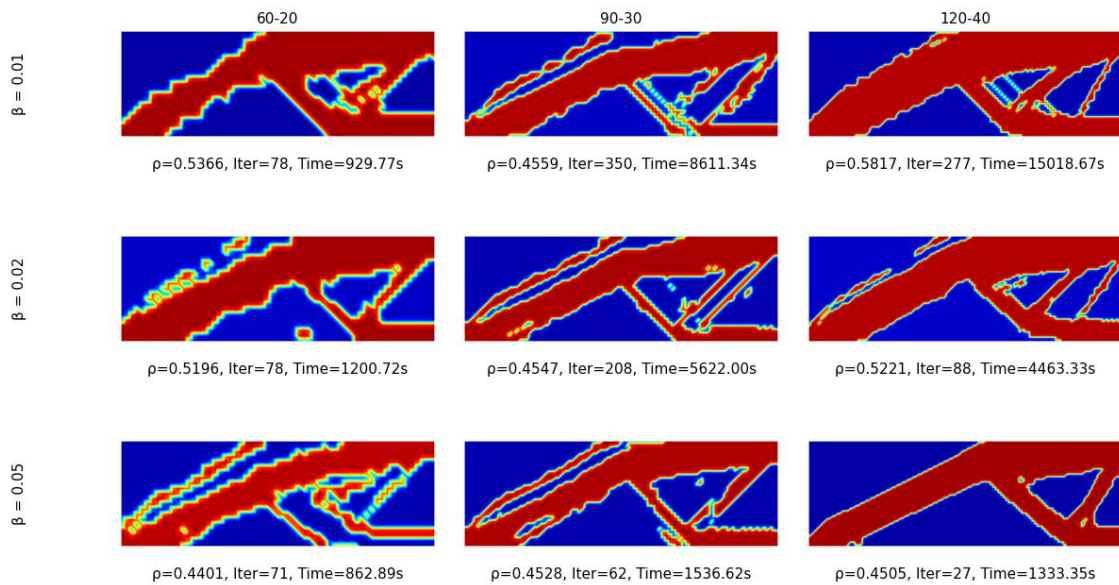 60-20 90-30 120-40
β = 0.01
ρ=0.5366, Iter=78, Time=929.77s ρ=0.4559, Iter=350, Time=8611.34s ρ=0.5817, Iter=277, Time=15018.67s
β = 0.02
ρ=0.5196, Iter=78, Time=1200.72s ρ=0.4547, Iter=208, Time=5622.00s ρ=0.5221, Iter=88, Time=4463.33s
β = 0.05
ρ=0.4401, Iter=71, Time=862.89s ρ=0.4528, Iter=62, Time=1536.62s ρ=0.4505, Iter=27, Time=1333.35s